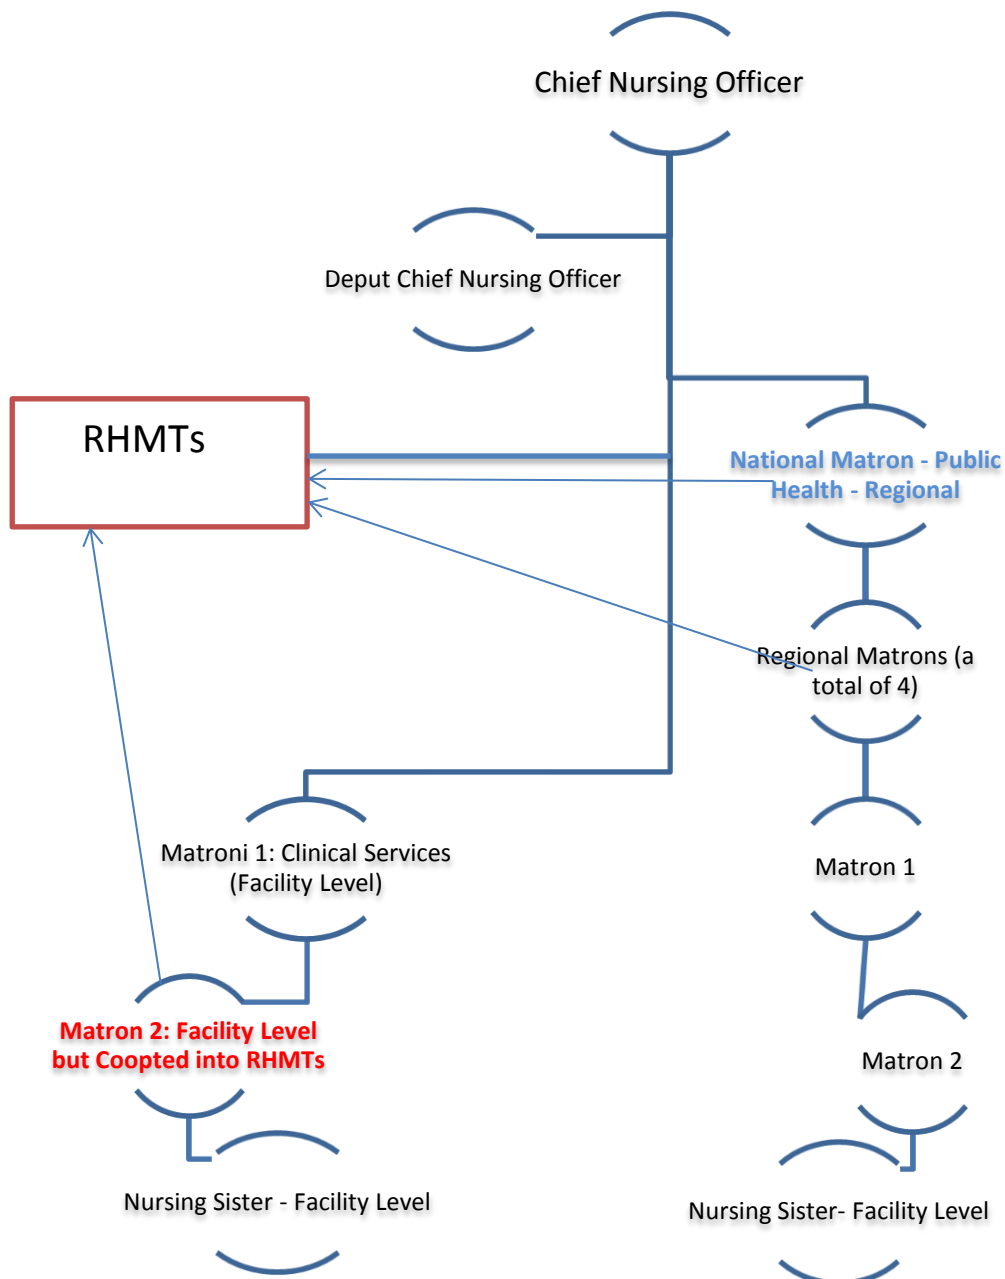 Chief Nursing Officer
Deput Chief Nursing Officer
RHMTs
National Matron - Public
Health - Regional
Regional Matrons (a
total of 4)
Matroni 1: Clinical Services
(Facility Level)
Matron 1
Matron 2: Facility Level
but Coopted into RHMTs
Matron 2
Nursing Sister - Facility Level
Nursing Sister- Facility Level